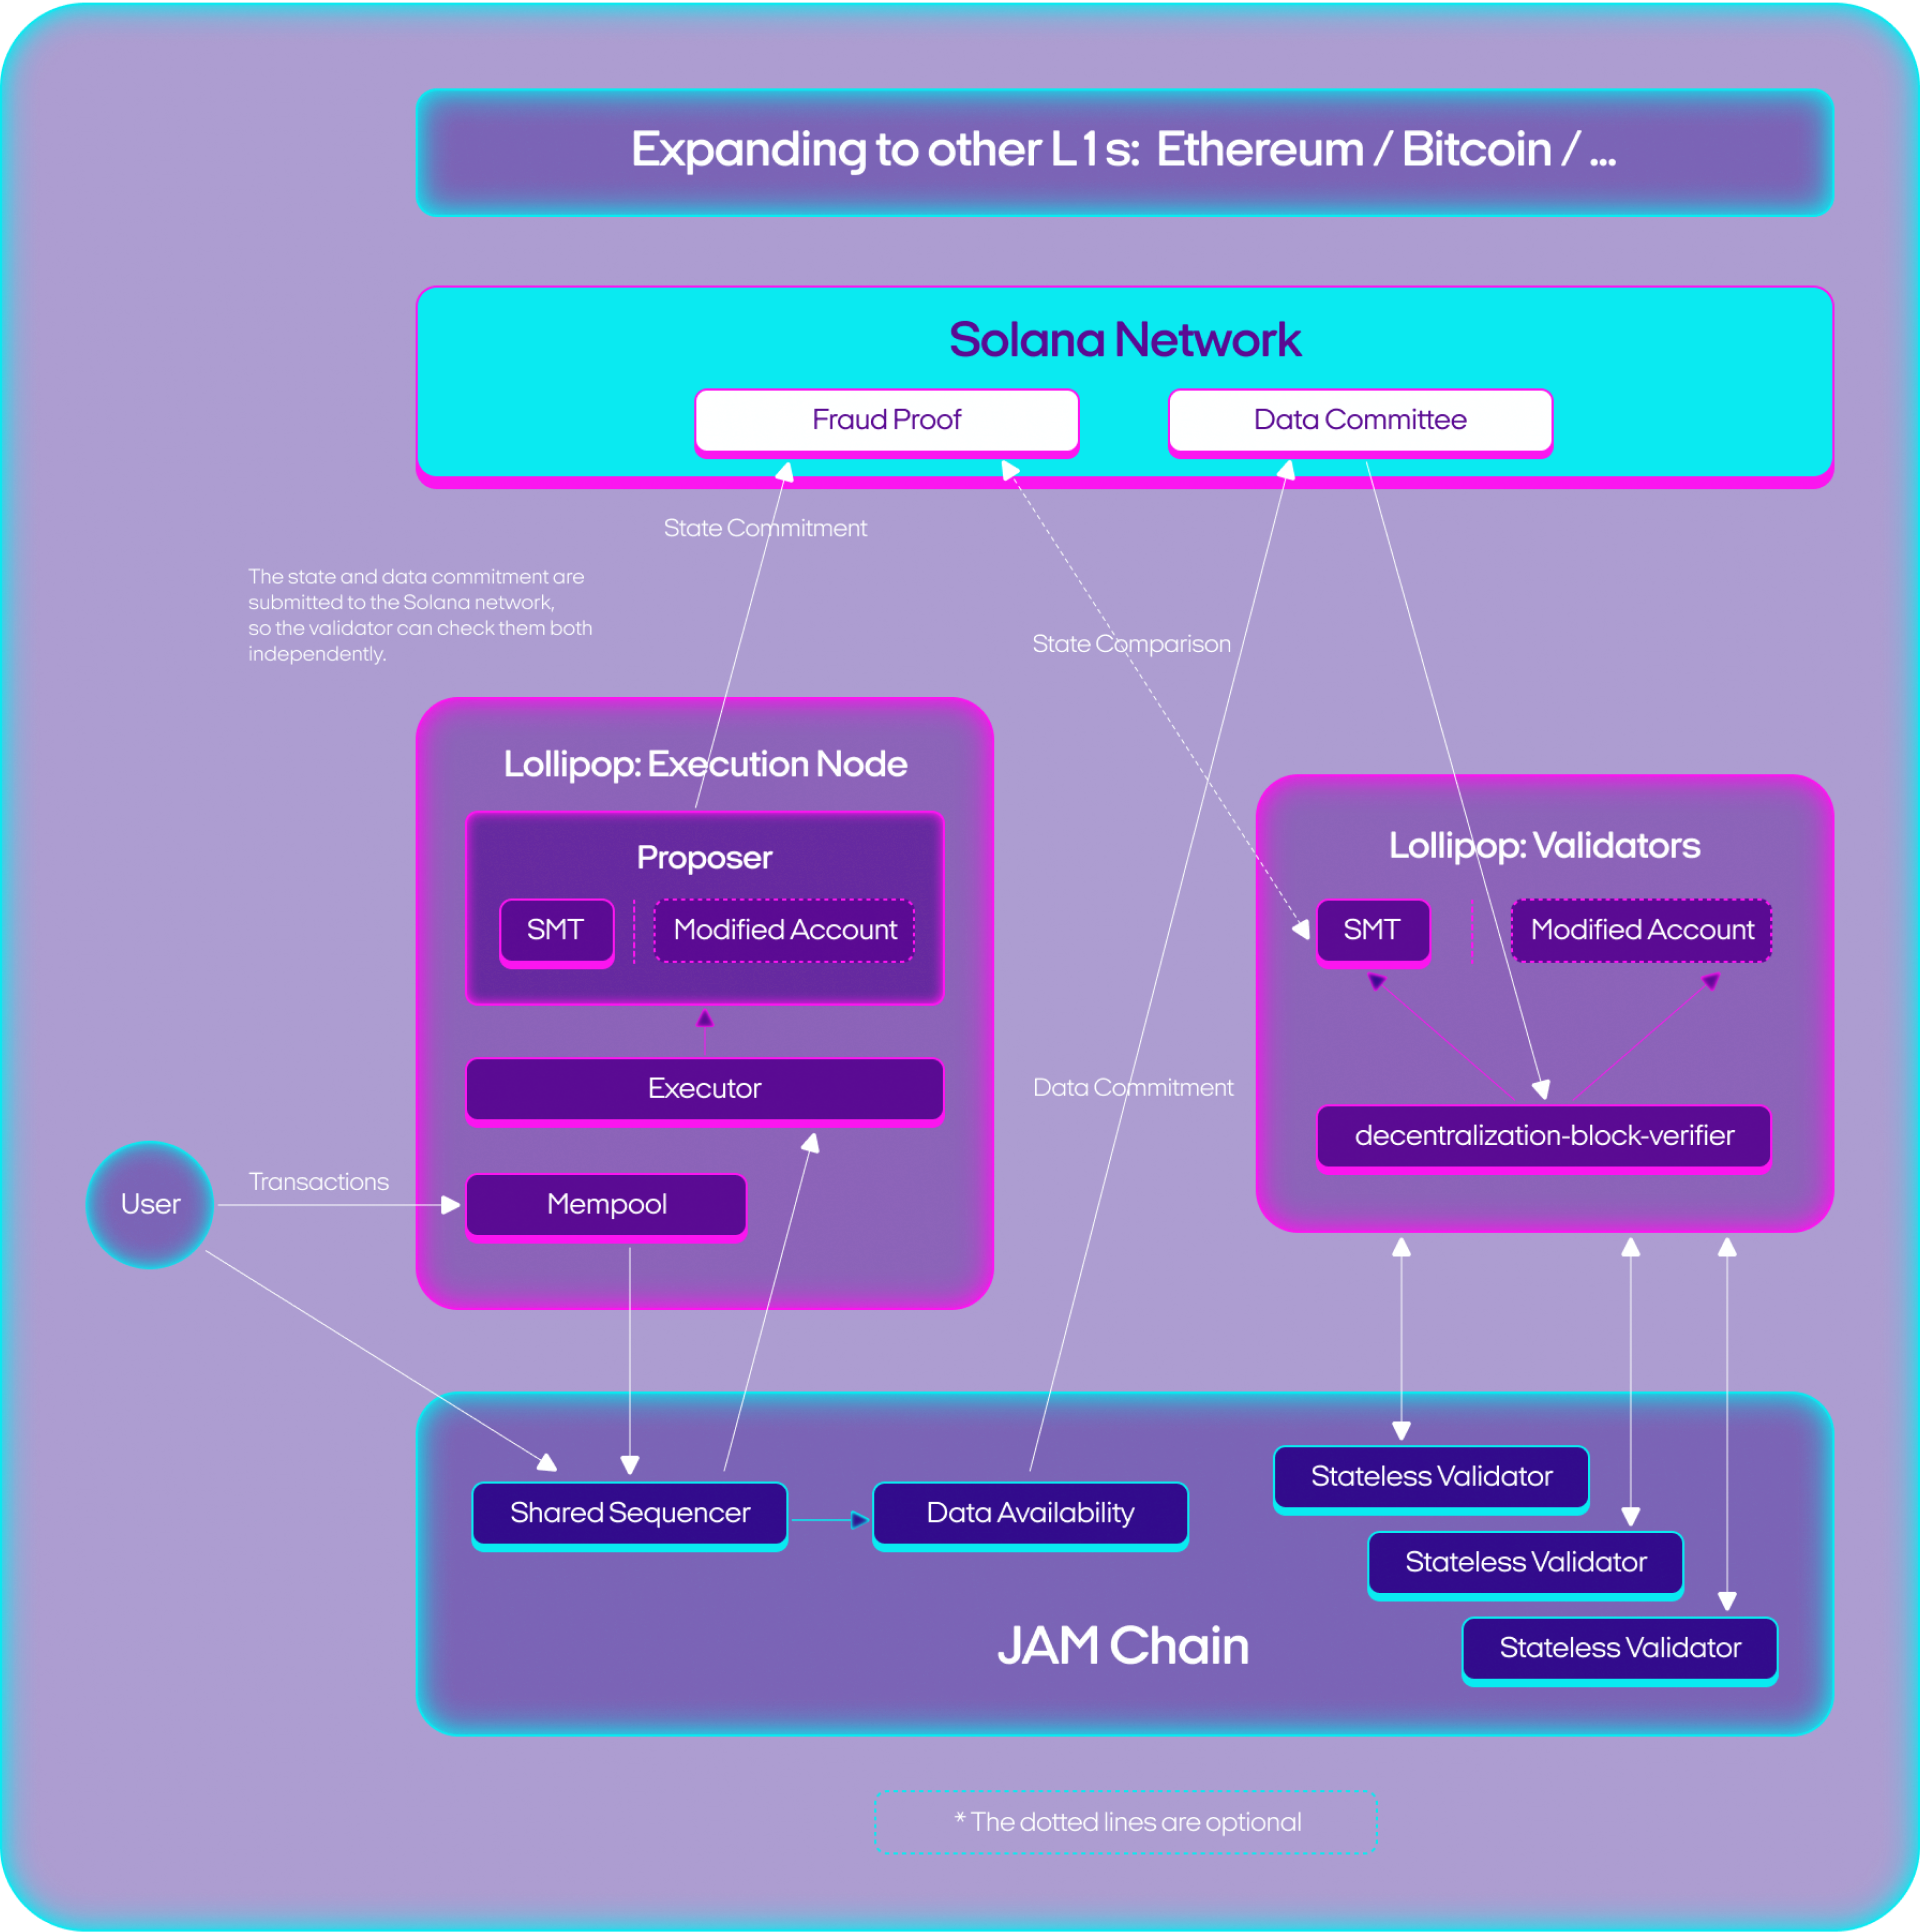 Expanding to other L1s: Ethereum / Bitcoin / ...
Solana Network
Fraud Proof
Data Committee
State Commitment
The state and data commitment are
submitted to the Solana network,
so the validator can check them both
independently.
State Comparison
Lollipop: Execution Node
Proposer
SMT
Modified Account
Executor
Mempool
User
Transactions
Data Commitment
Lollipop: Validators
SMT
Modified Account
decentralization-block-verifier
Shared Sequencer
Data Availability
Stateless Validator
Stateless Validator
Stateless Validator
JAM Chain
* The dotted lines are optional